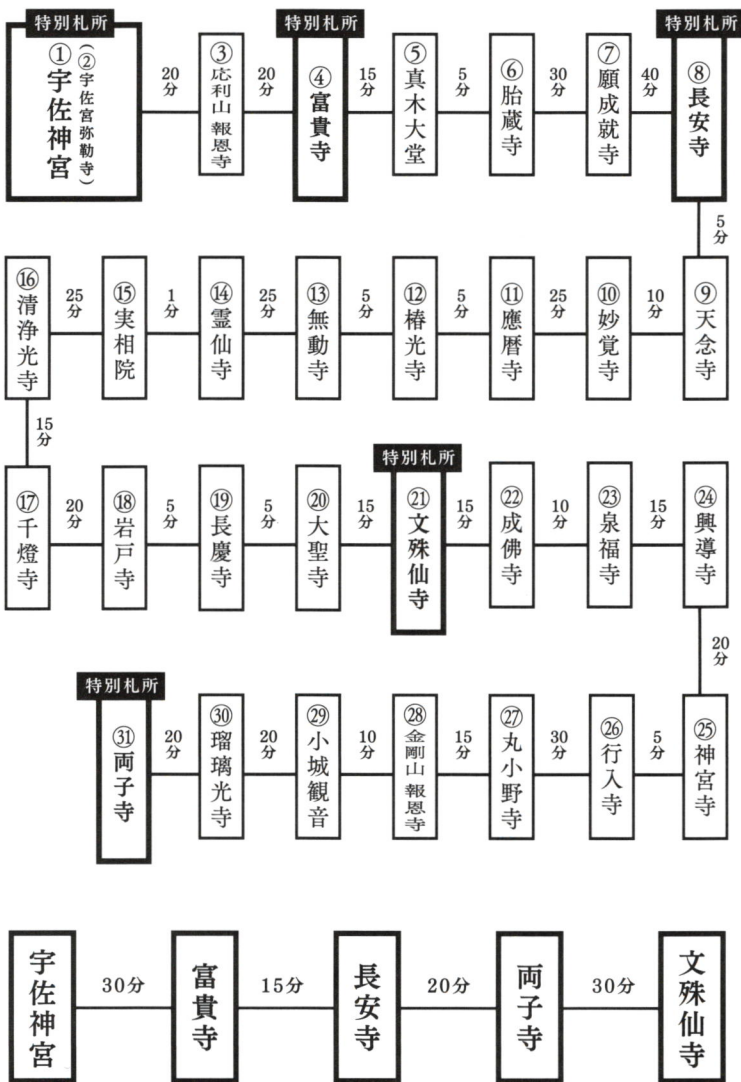 特別札所
①宇佐神宮
(②宇佐宮弥勒寺)
20分
③応利山 報恩寺
20分
特別札所
④富貴寺
15分
⑤真木大堂
5分
⑥胎蔵寺
30分
⑦願成就寺
40分
特別札所
⑧長安寺
5分
⑨天念寺
10分
⑩妙覚寺
25分
⑪應暦寺
5分
⑫椿光寺
5分
⑬無動寺
25分
⑭霊仙寺
1分
⑮実相院
25分
⑯清浄光寺
15分
⑰千燈寺
20分
⑱岩戸寺
5分
⑲長慶寺
5分
⑳大聖寺
15分
特別札所
㉑文殊仙寺
15分
㉒成佛寺
10分
㉓泉福寺
15分
㉔興導寺
20分
㉕神宮寺
5分
㉖行入寺
30分
㉗丸小野寺
15分
㉘金剛山 報恩寺
10分
㉙小城観音
20分
㉚瑠璃光寺
20分
特別札所
㉛両子寺
宇佐神宮
30分
富貴寺
15分
長安寺
20分
両子寺
30分
文殊仙寺